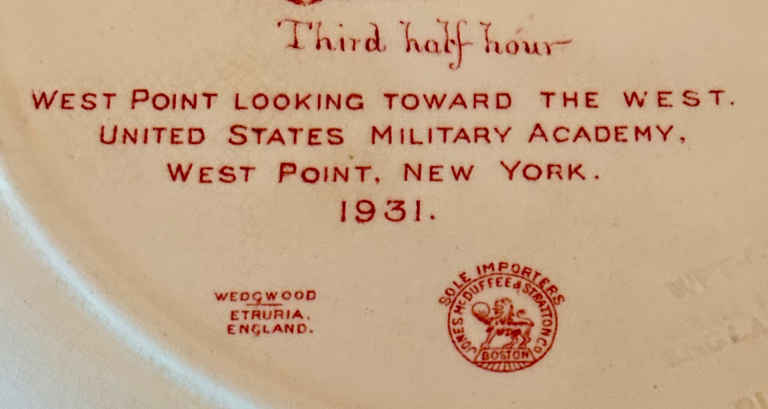 Third half hour
WEST POINT LOOKING TOWARD THE WEST.
UNITED STATES MILITARY ACADEMY,
WEST POINT, NEW YORK.
1931.
WEDGWOOD
ETRURIA,
ENGLAND.
SOLE IMPORTERS
JONES McDUFFEE & STRATTON CO
BOSTON